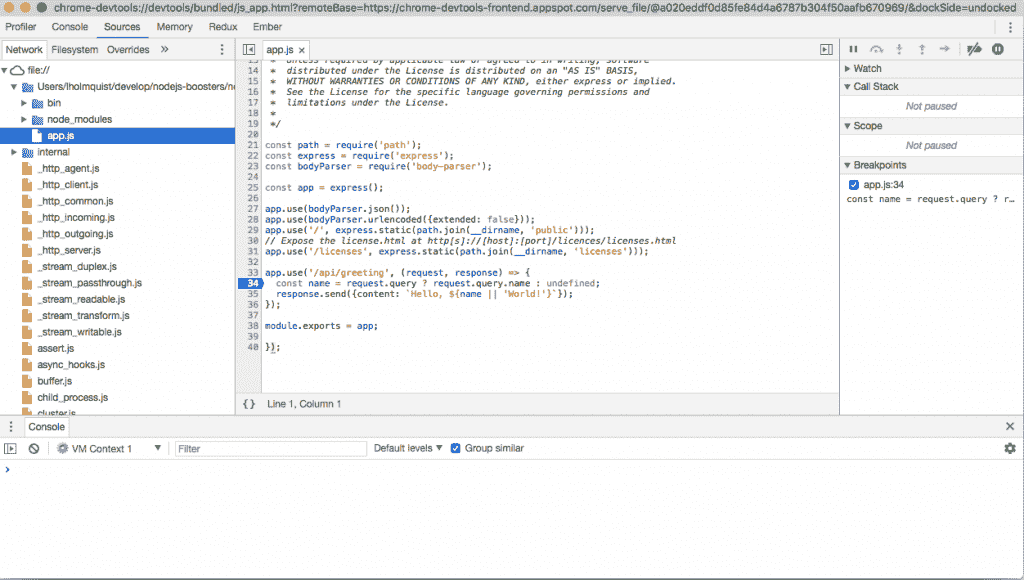 chrome-devtools://devtools/bundled/js_app.html?remoteBase=https://chrome-devtools-frontend.appspot.com/serve_file/@a020eddf0d85fe84d4a6787b304f50aafb670969/&dockSide=undocked
Profiler Console Sources Memory Redux Ember
Network Filesystem Overrides »
app.js ×
file://
Users/lholmquist/develop/nodejs-boosters/n
bin
node_modules
app.js
internal
_http_agent.js
_http_client.js
_http_common.js
_http_incoming.js
_http_outgoing.js
_http_server.js
_stream_duplex.js
_stream_passthrough.js
_stream_readable.js
_stream_transform.js
_stream_writable.js
assert.js
async_hooks.js
buffer.js
child_process.js
cluster.js
13 * Unless required by applicable law or agreed to in writing, software
14 * distributed under the License is distributed on an "AS IS" BASIS,
15 * WITHOUT WARRANTIES OR CONDITIONS OF ANY KIND, either express or implied.
16 * See the License for the specific language governing permissions and
17 * limitations under the License.
18 *
19 */
20
21 const path = require('path');
22 const express = require('express');
23 const bodyParser = require('body-parser');
24
25 const app = express();
26
27 app.use(bodyParser.json());
28 app.use(bodyParser.urlencoded({extended: false}));
29 app.use('/', express.static(path.join(__dirname, 'public')));
30 // Expose the license.html at http[s]://[host]:[port]/licences/licenses.html
31 app.use('/licenses', express.static(path.join(__dirname, 'licenses')));
32
33 app.use('/api/greeting', (request, response) => {
34 const name = request.query ? request.query.name : undefined;
35 response.send({content: `Hello, ${name || 'World!'}`});
36 });
37
38 module.exports = app;
39
40 });
{} Line 1, Column 1
Watch
Call Stack
Not paused
Scope
Not paused
Breakpoints
app.js:34
const name = request.query ? r…
Console ×
VM Context 1 ▼ Filter Default levels ▼ Group similar
›